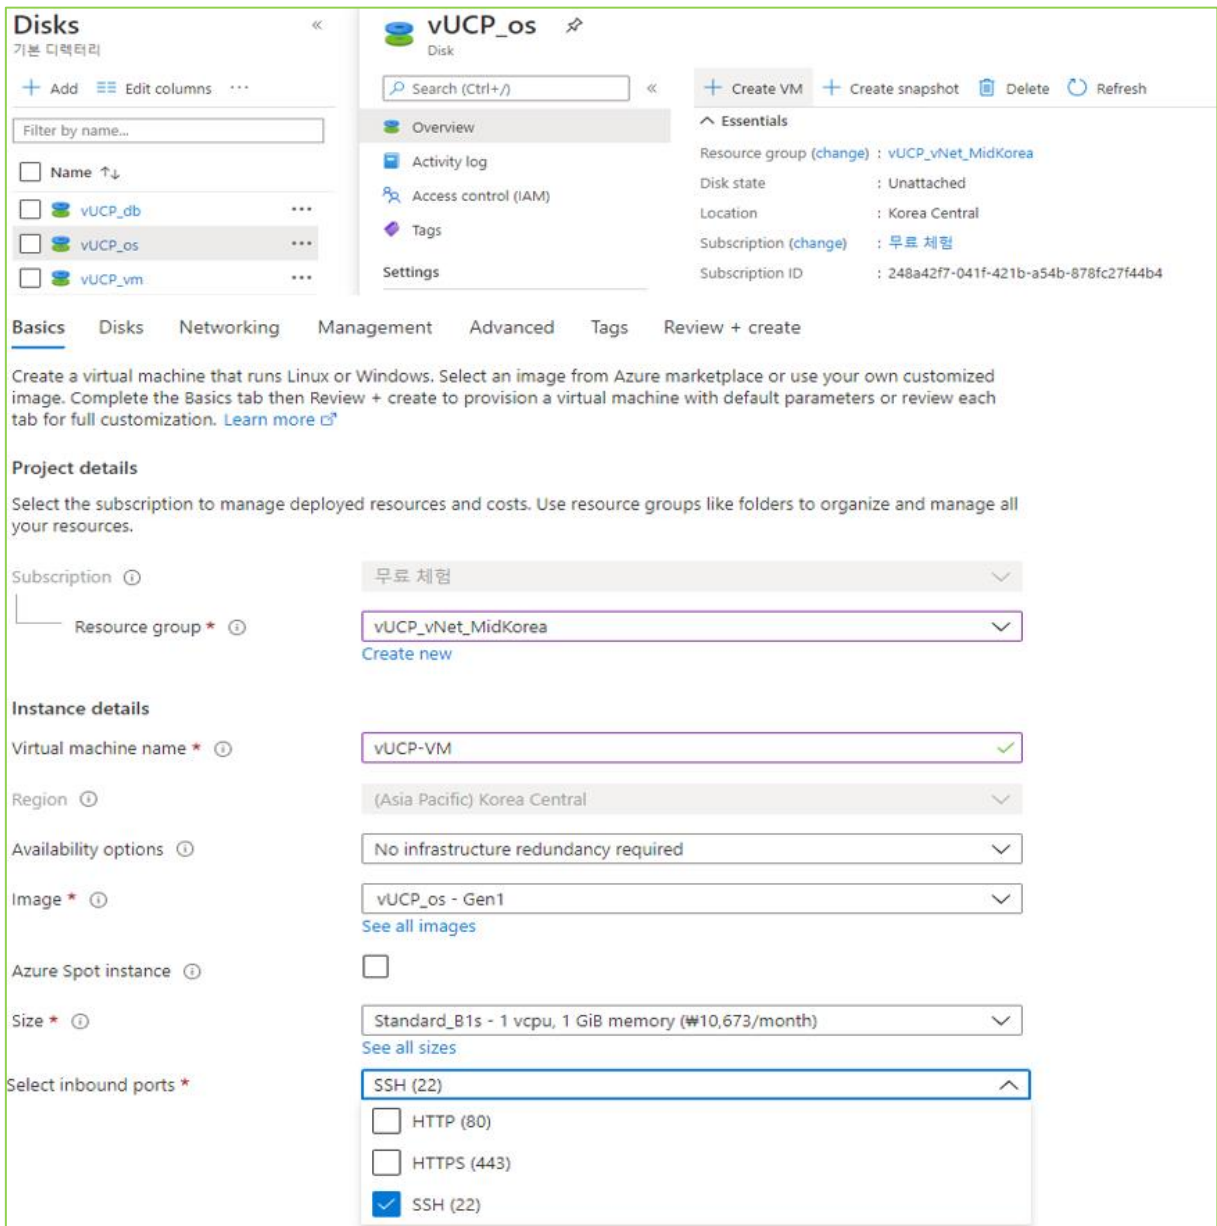 Disks
기본 디렉터리
+ Add Edit columns ...
Filter by name...
Name ↑↓
vUCP_db ...
vUCP_os ...
vUCP_vm ...
vUCP_os
Disk
Search (Ctrl+/)
Overview
Activity log
Access control (IAM)
Tags
Settings
+ Create VM + Create snapshot Delete Refresh
Essentials
Resource group (change) : vUCP_vNet_MidKorea
Disk state : Unattached
Location : Korea Central
Subscription (change) : 무료 체험
Subscription ID : 248a42f7-041f-421b-a54b-878fc27f44b4
Basics Disks Networking Management Advanced Tags Review + create
Create a virtual machine that runs Linux or Windows. Select an image from Azure marketplace or use your own customized
image. Complete the Basics tab then Review + create to provision a virtual machine with default parameters or review each
tab for full customization. Learn more
Project details
Select the subscription to manage deployed resources and costs. Use resource groups like folders to organize and manage all
your resources.
Subscription 무료 체험
Resource group * vUCP_vNet_MidKorea
Create new
Instance details
Virtual machine name * vUCP-VM
Region (Asia Pacific) Korea Central
Availability options No infrastructure redundancy required
Image * vUCP_os - Gen1
See all images
Azure Spot instance
Size * Standard_B1s - 1 vcpu, 1 GiB memory (₩10,673/month)
See all sizes
Select inbound ports * SSH (22)
HTTP (80)
HTTPS (443)
SSH (22)